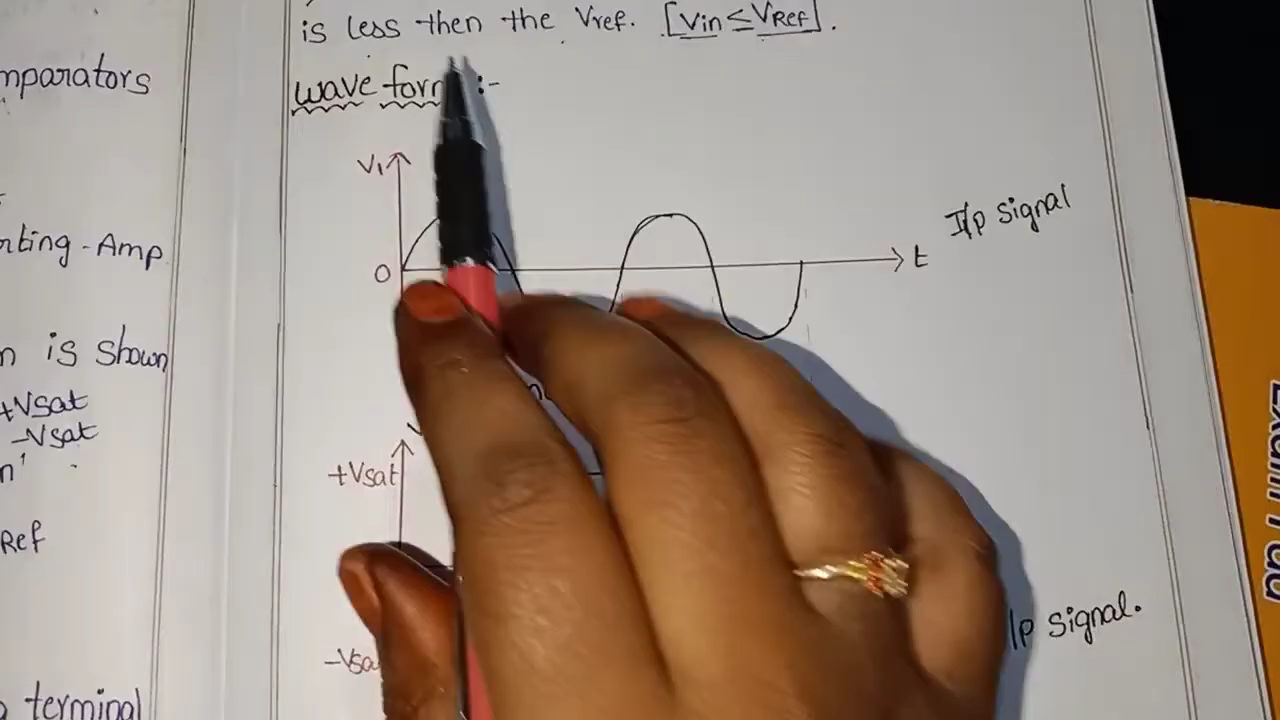 is less then the Vref. [Vin ≤ VRef].
wave form :-
V1
0
t
I/p signal
+Vsat
signal.
mparators
rting-Amp
is shown
+Vsat
-Vsat
Ref
terminal